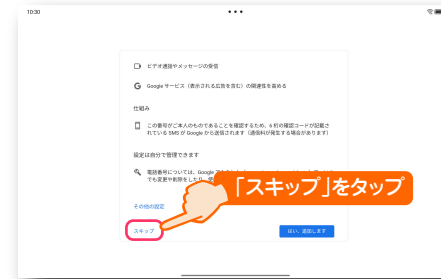 10:30
ビデオ通話やメッセージの受信
Google サービス(表示される広告を含む)の関連性を高める
仕組み
この番号がご本人のものであることを確認するため、6 桁の確認コードが記載さ
れている SMS が Google から送信されます(通信料が発生する場合があります)
設定は自分で管理できます
電話番号については、Google
でも変更や削除をしたり、使
「スキップ」をタップ
その他の設定
スキップ
はい、追加します